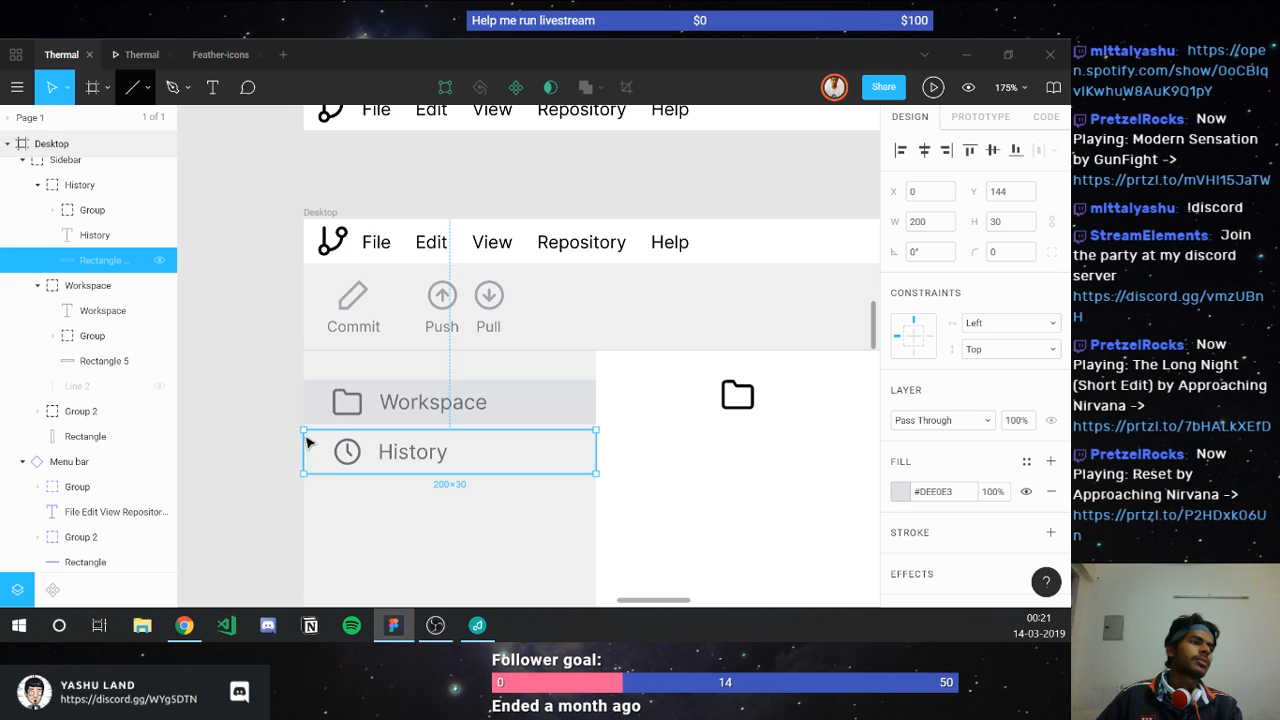 Help me run livestream $0 $100
Thermal
Thermal
Feather-icons
Share
175%
Page 1
1 of 1
Desktop
Sidebar
History
Group
History
Rectangle ...
Workspace
Workspace
Group
Rectangle 5
Line 2
Group 2
Rectangle
Menu bar
Group
File Edit View Repositor...
Group 2
Rectangle
File Edit View Repository Help
Desktop
File Edit View Repository Help
Commit Push Pull
Workspace
History
200×30
DESIGN PROTOTYPE CODE
X 0 Y 144
W 200 H 30
0° 0
CONSTRAINTS
Left
Top
LAYER
Pass Through 100%
FILL
#DEE0E3 100%
STROKE
EFFECTS
?
00:21
14-03-2019
mittalyashu: https://ope
n.spotify.com/show/0oCBlq
vIKwhuW8AuK9Q1pY
PretzelRocks: Now
Playing: Modern Sensation
by GunFight ->
https://prtzl.to/mVHI15JaTW
mittalyashu: !discord
StreamElements: Join
the party at my discord
server
https://discord.gg/vmzUBn
H
PretzelRocks: Now
Playing: The Long Night
(Short Edit) by Approaching
Nirvana ->
https://prtzl.to/7bHALkXEfD
PretzelRocks: Now
Playing: Reset by
Approaching Nirvana ->
https://prtzl.to/P2HDxk06U
n
YASHU LAND
https://discord.gg/WYg5DTN
Follower goal:
0 14 50
Ended a month ago